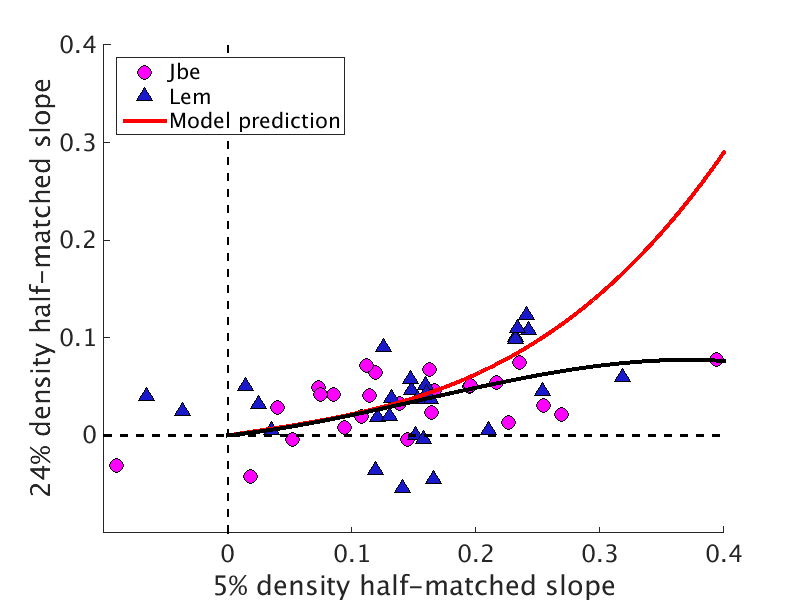 0.4
0.3
0.2
0.1
0
24% density half-matched slope
Jbe
Lem
Model prediction
0
0.1
0.2
0.3
0.4
5% density half-matched slope